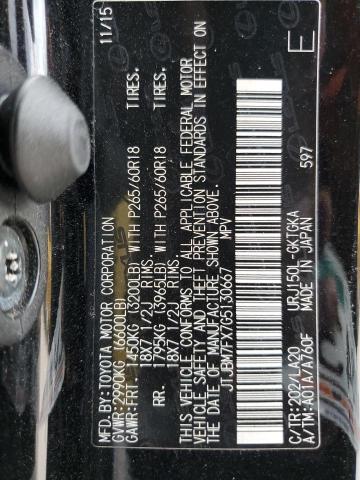 MFD.BY:TOYOTA MOTOR CORPORATION 11/15
GVWR:2990KG (6600LB)
GAWR:FRT. 1450KG (3200LB) WITH P265/60R18 TIRES.
18X7 1/2J RIMS.
RR. 1795KG (3965LB) WITH P265/60R18 TIRES.
18X7 1/2J RIMS.
THIS VEHICLE CONFORMS TO ALL APPLICABLE FEDERAL MOTOR
VEHICLE SAFETY AND THEFT PREVENTION STANDARDS IN EFFECT ON
THE DATE OF MANUFACTURE SHOWN ABOVE.
JTJBM7FX7G5130667 MPV
E
597
C/TR:202/LA20 URJ150L-GKTGKA
A/TM:A01A/A760F MADE IN JAPAN